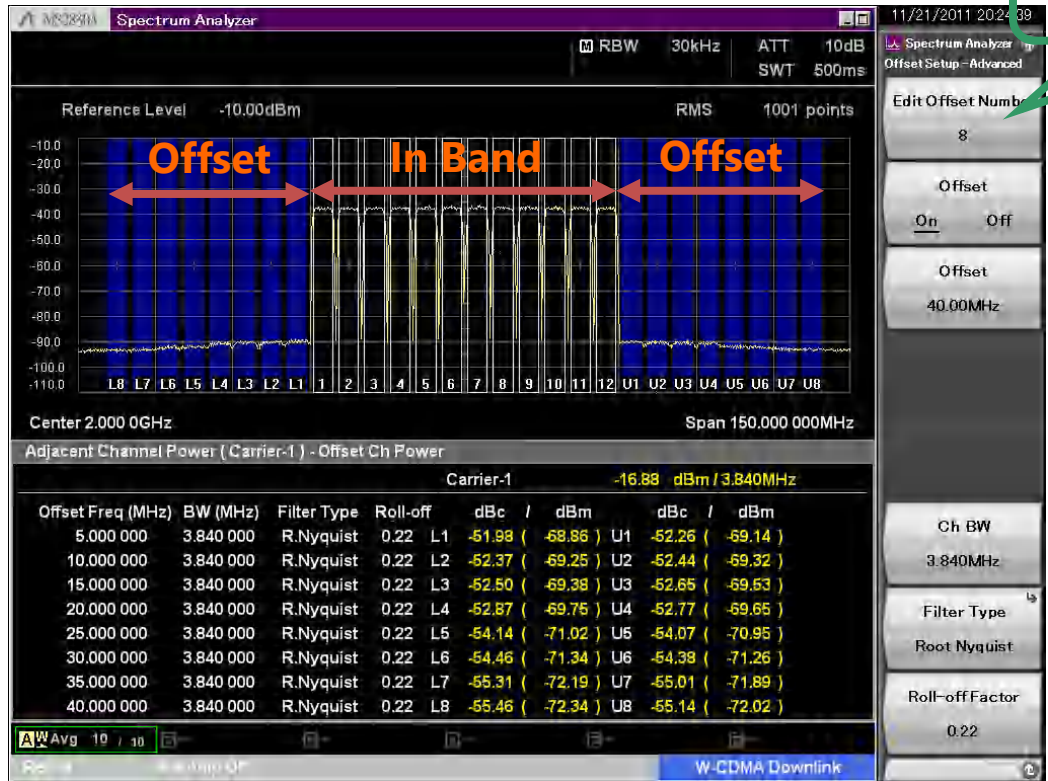 MS2830A Spectrum Analyzer
11/21/2011 20:24:39
M RBW 30kHz ATT 10dB
SWT 500ms
Reference Level -10.00dBm RMS 1001 points
-10.0
-20.0
-30.0
-40.0
-50.0
-60.0
-70.0
-80.0
-90.0
-100.0
-110.0
Offset In Band Offset
L8 L7 L6 L5 L4 L3 L2 L1 1 2 3 4 5 6 7 8 9 10 11 12 U1 U2 U3 U4 U5 U6 U7 U8
Center 2.000 0GHz Span 150.000 000MHz
Adjacent Channel Power ( Carrier-1 ) - Offset Ch Power
Carrier-1 -16.88 dBm / 3.840MHz
Offset Freq (MHz) BW (MHz) Filter Type Roll-off dBc / dBm dBc / dBm
5.000 000 3.840 000 R.Nyquist 0.22 L1 -51.98 ( -68.86 ) U1 -52.26 ( -69.14 )
10.000 000 3.840 000 R.Nyquist 0.22 L2 -52.37 ( -69.25 ) U2 -52.44 ( -69.32 )
15.000 000 3.840 000 R.Nyquist 0.22 L3 -52.50 ( -69.38 ) U3 -52.65 ( -69.53 )
20.000 000 3.840 000 R.Nyquist 0.22 L4 -52.87 ( -69.75 ) U4 -52.77 ( -69.65 )
25.000 000 3.840 000 R.Nyquist 0.22 L5 -54.14 ( -71.02 ) U5 -54.07 ( -70.95 )
30.000 000 3.840 000 R.Nyquist 0.22 L6 -54.46 ( -71.34 ) U6 -54.38 ( -71.26 )
35.000 000 3.840 000 R.Nyquist 0.22 L7 -55.31 ( -72.19 ) U7 -55.01 ( -71.89 )
40.000 000 3.840 000 R.Nyquist 0.22 L8 -55.46 ( -72.34 ) U8 -55.14 ( -72.02 )
A W Avg 10 / 10
W-CDMA Downlink
Spectrum Analyzer
Offset Setup -Advanced
Edit Offset Numbe
8
Offset
On Off
Offset
40.00MHz
Ch BW
3.840MHz
Filter Type
Root Nyquist
Roll-off Factor
0.22